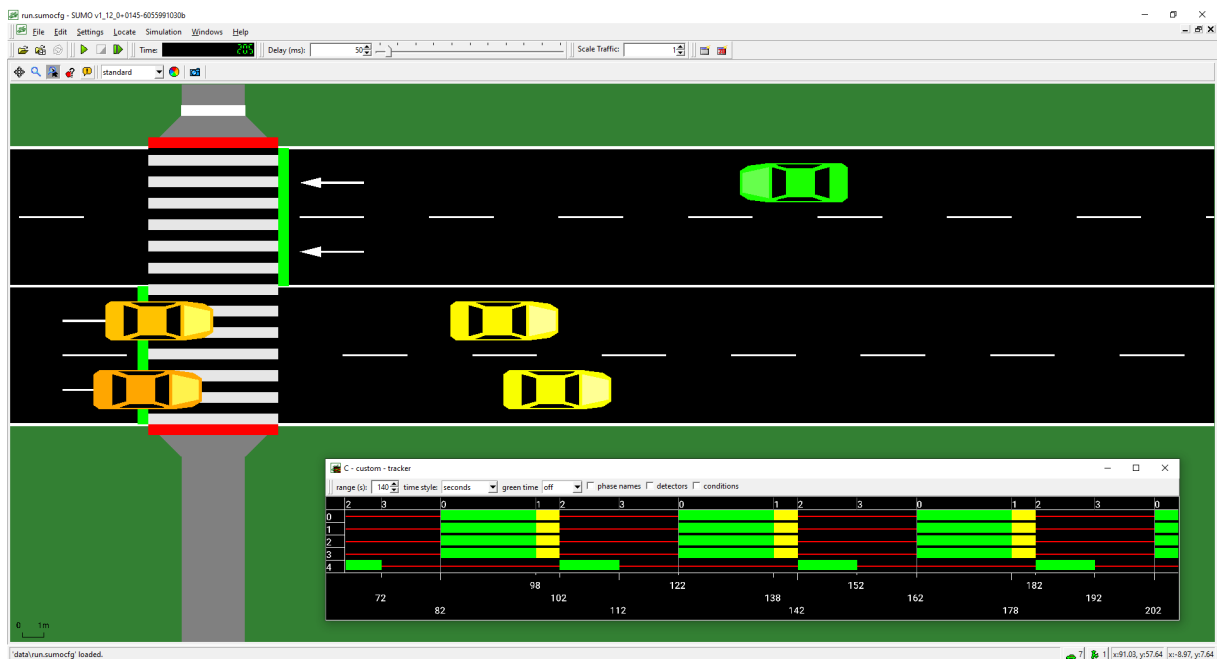 run.sumocfg - SUMO v1_12_0+0145-6055991030b
File Edit Settings Locate Simulation Windows Help
Time: 205 Delay (ms): 50 Scale Traffic: 1
standard
C - custom - tracker
range (s): 140 time style: seconds green time off phase names detectors conditions
2 3 0 1 2 3 0 1 2 3 0 1 2 3 0
0
1
2
3
4
98 122 138 152 182
72 102 162 192
82 112 142 178 202
0 1m
'data\run.sumocfg' loaded.
7 1 x:91.03, y:57.64 x:-8.97, y:7.64